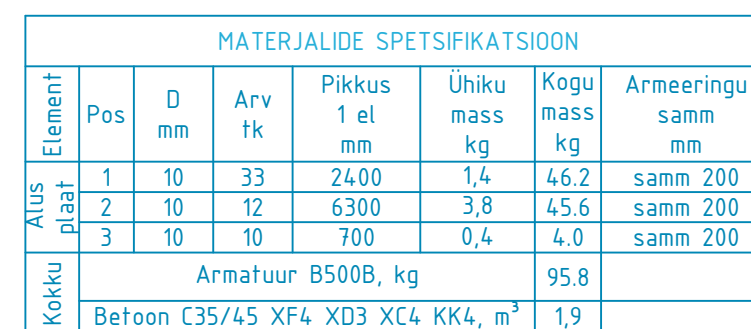 MATERJALIDE SPETSIFIKATSIOON
Element Pos D mm Arv tk Pikkus 1 el mm Ühiku mass kg Kogu mass kg Armeeringu samm mm
Alus plaat
1 10 33 2400 1,4 46.2 samm 200
2 10 12 6300 3,8 45.6 samm 200
3 10 10 700 0,4 4.0 samm 200
Kokku
Armatuur B500B, kg 95.8
Betoon C35/45 XF4 XD3 XC4 KK4, m³ 1,9